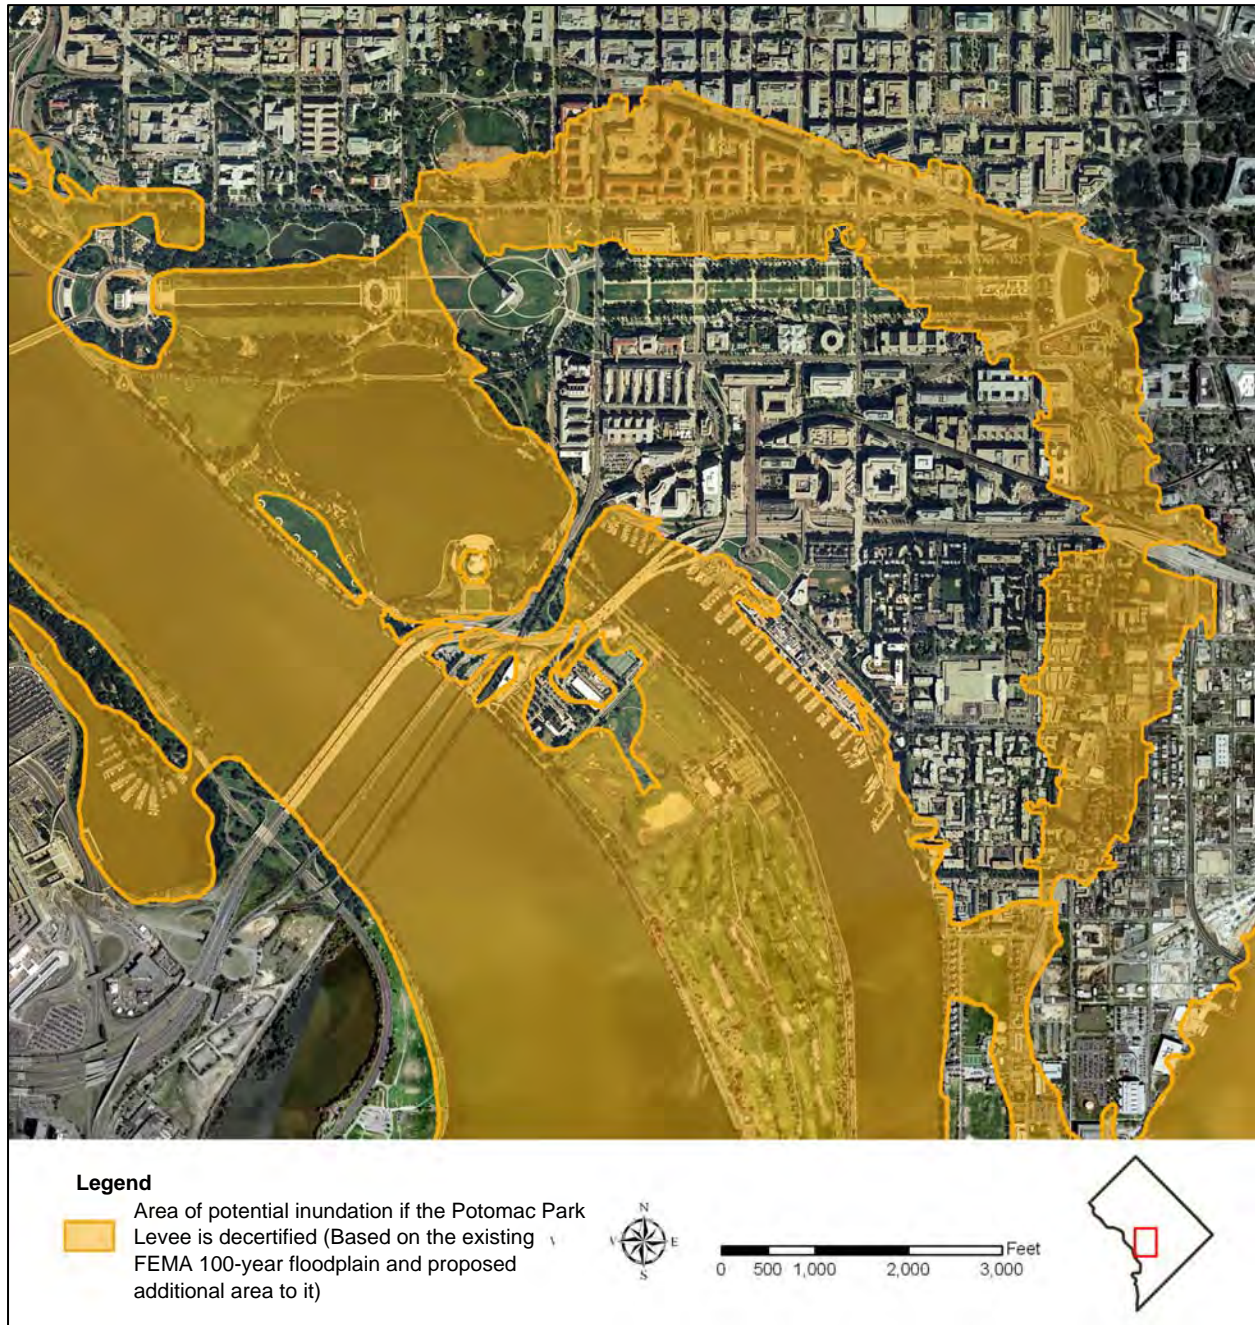 Legend
Area of potential inundation if the Potomac Park
Levee is decertified (Based on the existing
FEMA 100-year floodplain and proposed
additional area to it)
N
E
S
Feet
0 500 1,000 2,000 3,000